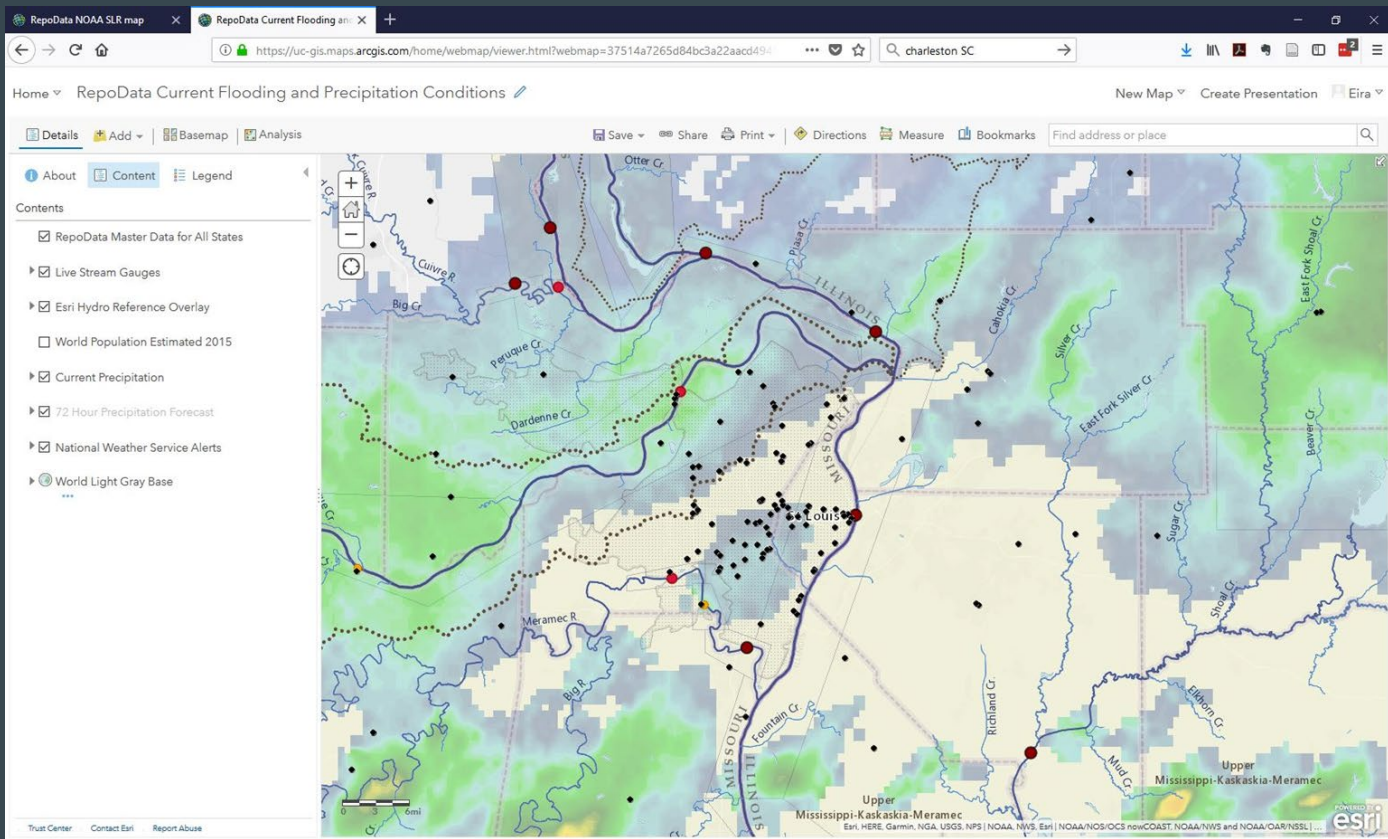 RepoData NOAA SLR map
RepoData Current Flooding and
https://uc-gis.maps.arcgis.com/home/webmap/viewer.html?webmap=37514a7265d84bc3a22aacd494
charleston SC
2
Home RepoData Current Flooding and Precipitation Conditions
New Map Create Presentation Eira
Details Add Basemap Analysis
Save Share Print Directions Measure Bookmarks Find address or place
About Content Legend
Contents
RepoData Master Data for All States
Live Stream Gauges
Esri Hydro Reference Overlay
World Population Estimated 2015
Current Precipitation
72 Hour Precipitation Forecast
National Weather Service Alerts
World Light Gray Base
Trust Center Contact Esri Report Abuse
Otter Cr.
Cuivre R.
Cuivre R
Big Cr
Piasa Cr.
ILLINOIS
Cahokia Cr.
Silver Cr.
East Fork Shoal Cr.
Peruque Cr.
Dardenne Cr.
East Fork Silver Cr.
Beaver Cr.
MISSOURI
St Louis
Sugar Cr.
Shoal Cr.
Meramec R
Big R.
Richland Cr.
Elkhorn Cr.
Mud Cr.
Fountain Cr.
MISSOURI
ILLINOIS
Upper
Mississippi-Kaskaskia-Meramec
Upper
Mississippi-Kaskaskia-Meramec
0 3 6mi
Esri, HERE, Garmin, NGA, USGS, NPS | NOAA, NWS, Esri | NOAA/NOS/OCS nowCOAST, NOAA/NWS and NOAA/OAR/NSSL | ...
POWERED BY
esri